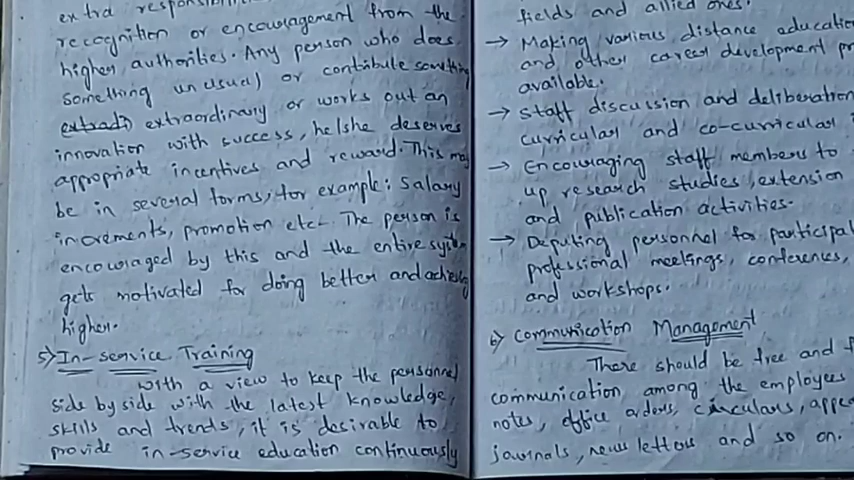 extra
recognition or encouragement from the
higher authorities. Any person who does
something unusual or contribute something
extraordinary or works out an
innovation with success, he/she deserves
appropriate incentives and reward. This may
be in several forms, for example: Salary
increments, promotion etc. The person is
encouraged by this and the entire system
gets motivated for doing better and achieving
higher.
5) In-service Training
With a view to keep the personnel
side by side with the latest knowledge,
skills and trends, it is desirable to
provide in-service education continuously
fields and allied ones.
→ Making various distance education
and other career development
available.
→ staff discussion and deliberation
curricular and co-curricular
→ Encouraging staff members to
up research studies, extension
and publication activities.
→ Deputing personnel for
professional meetings, conferences,
and workshops.
6) Communication Management
There should be free and
communication among the employees
notes, office orders, circulars,
journals, news letters and so on.